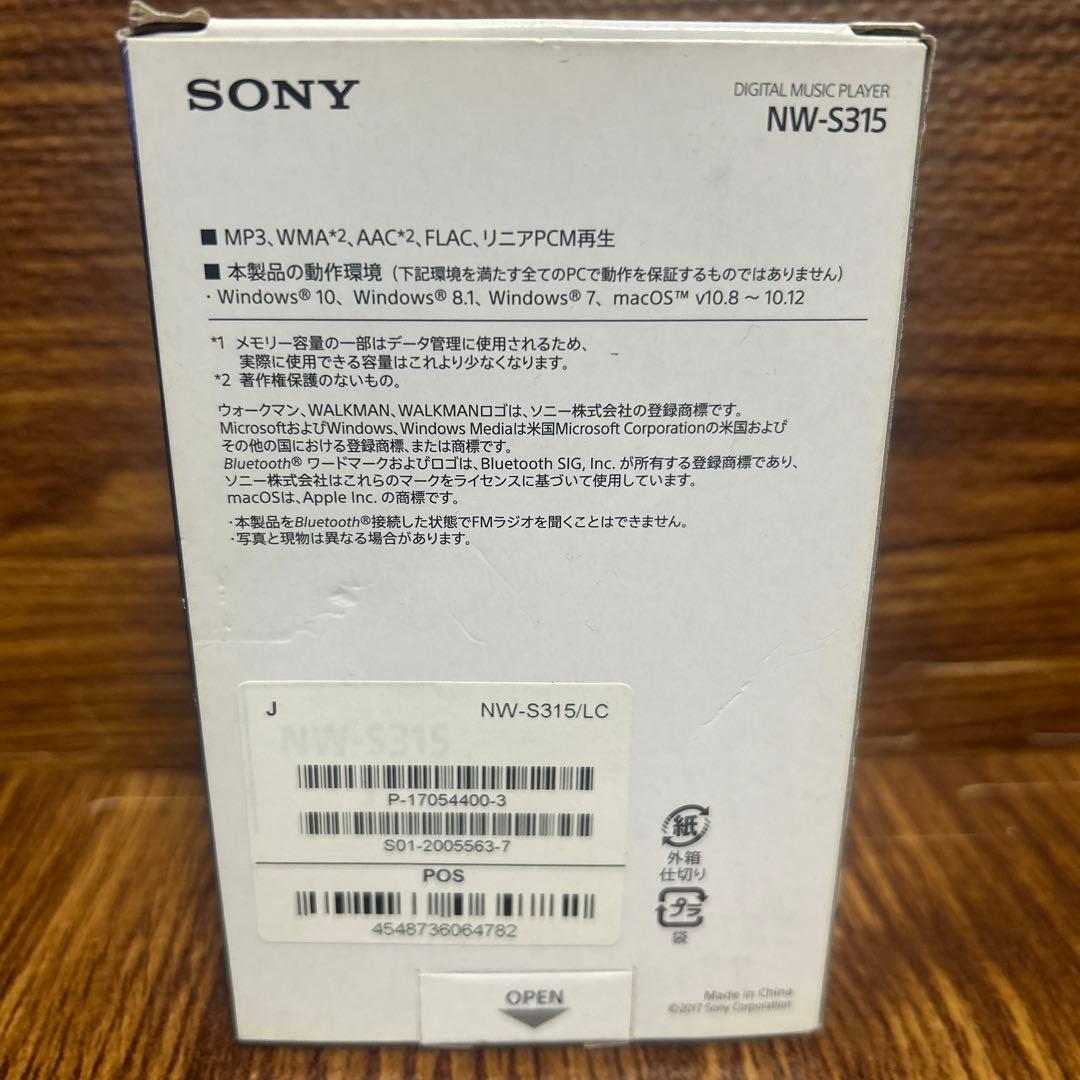 SONY
DIGITAL MUSIC PLAYER
NW-S315
■ MP3、WMA*2、AAC*2、FLAC、リニアPCM再生
■ 本製品の動作環境（下記環境を満たす全てのPCで動作を保証するものではありません）
・Windows® 10、Windows® 8.1、Windows® 7、macOS™ v10.8 ～ 10.12
*1 メモリー容量の一部はデータ管理に使用されるため、
実際に使用できる容量はこれより少なくなります。
*2 著作権保護のないもの。
ウォークマン、WALKMAN、WALKMANロゴは、ソニー株式会社の登録商標です。
MicrosoftおよびWindows、Windows Mediaは米国Microsoft Corporationの米国および
その他の国における登録商標、または商標です。
Bluetooth® ワードマークおよびロゴは、Bluetooth SIG, Inc. が所有する登録商標であり、
ソニー株式会社はこれらのマークをライセンスに基づいて使用しています。
macOSは、Apple Inc. の商標です。
・本製品をBluetooth®接続した状態でFMラジオを聞くことはできません。
・写真と現物は異なる場合があります。
J NW-S315/LC
NW-S315
P-17054400-3
S01-2005563-7
POS
4548736064782
紙
外箱
仕切り
プラ
袋
OPEN
Made in China
©2017 Sony Corporation